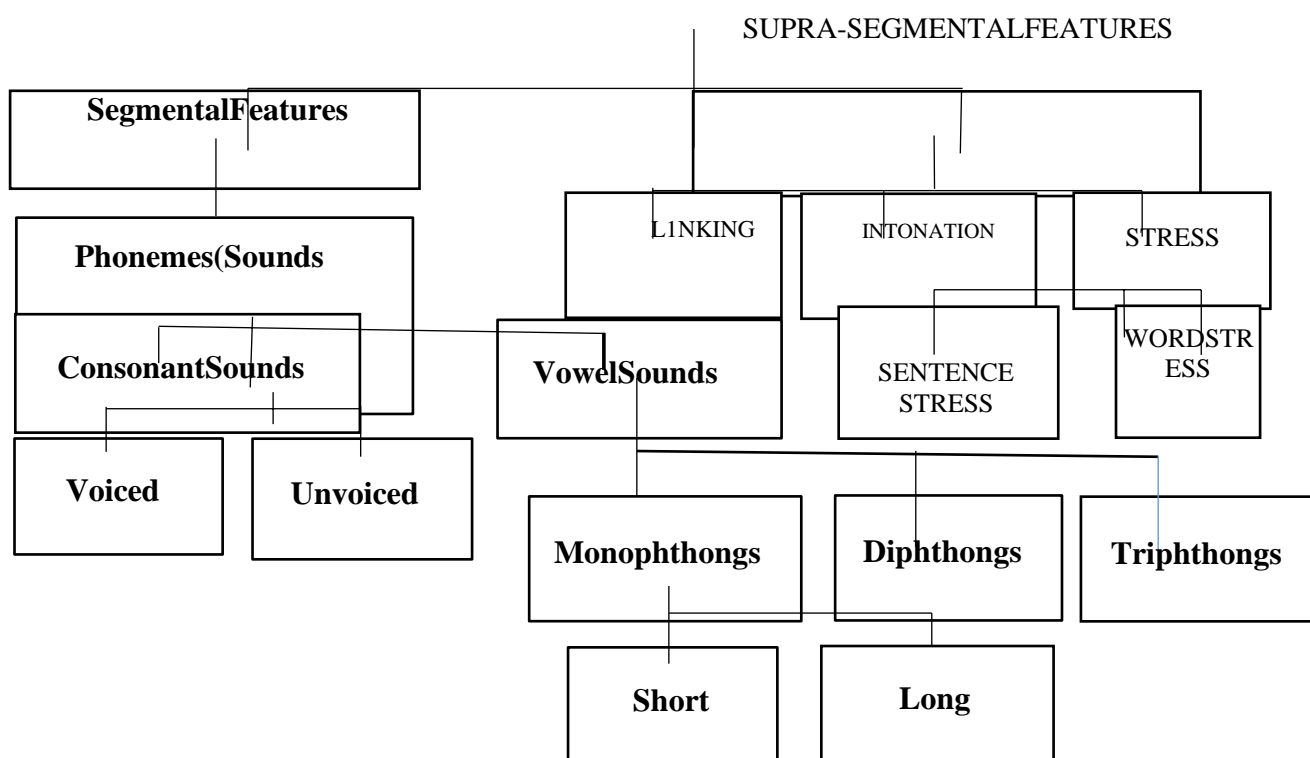 SUPRA-SEGMENTALFEATURES
SegmentalFeatures
L1NKING
INTONATION
STRESS
Phonemes(Sounds
ConsonantSounds
VowelSounds
SENTENCE
STRESS
WORDSTR
ESS
Voiced
Unvoiced
Monophthongs
Diphthongs
Triphthongs
Short
Long